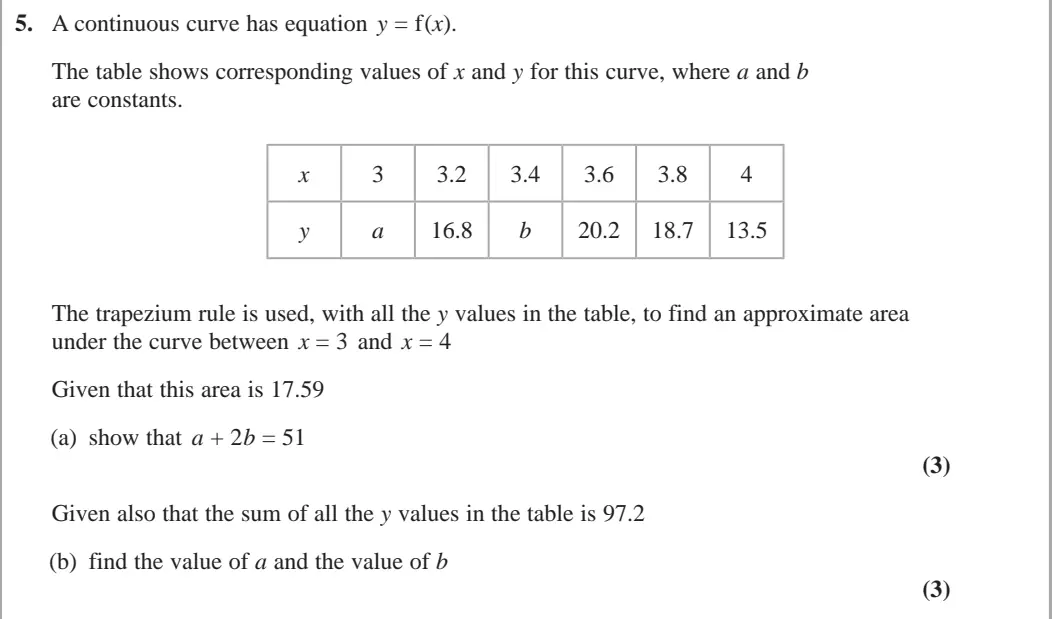 5. A continuous curve has equation y = f(x).
The table shows corresponding values of x and y for this curve, where a and b
are constants.
x 3 3.2 3.4 3.6 3.8 4
y a 16.8 b 20.2 18.7 13.5
The trapezium rule is used, with all the y values in the table, to find an approximate area
under the curve between x = 3 and x = 4
Given that this area is 17.59
(a) show that a + 2b = 51
(3)
Given also that the sum of all the y values in the table is 97.2
(b) find the value of a and the value of b
(3)